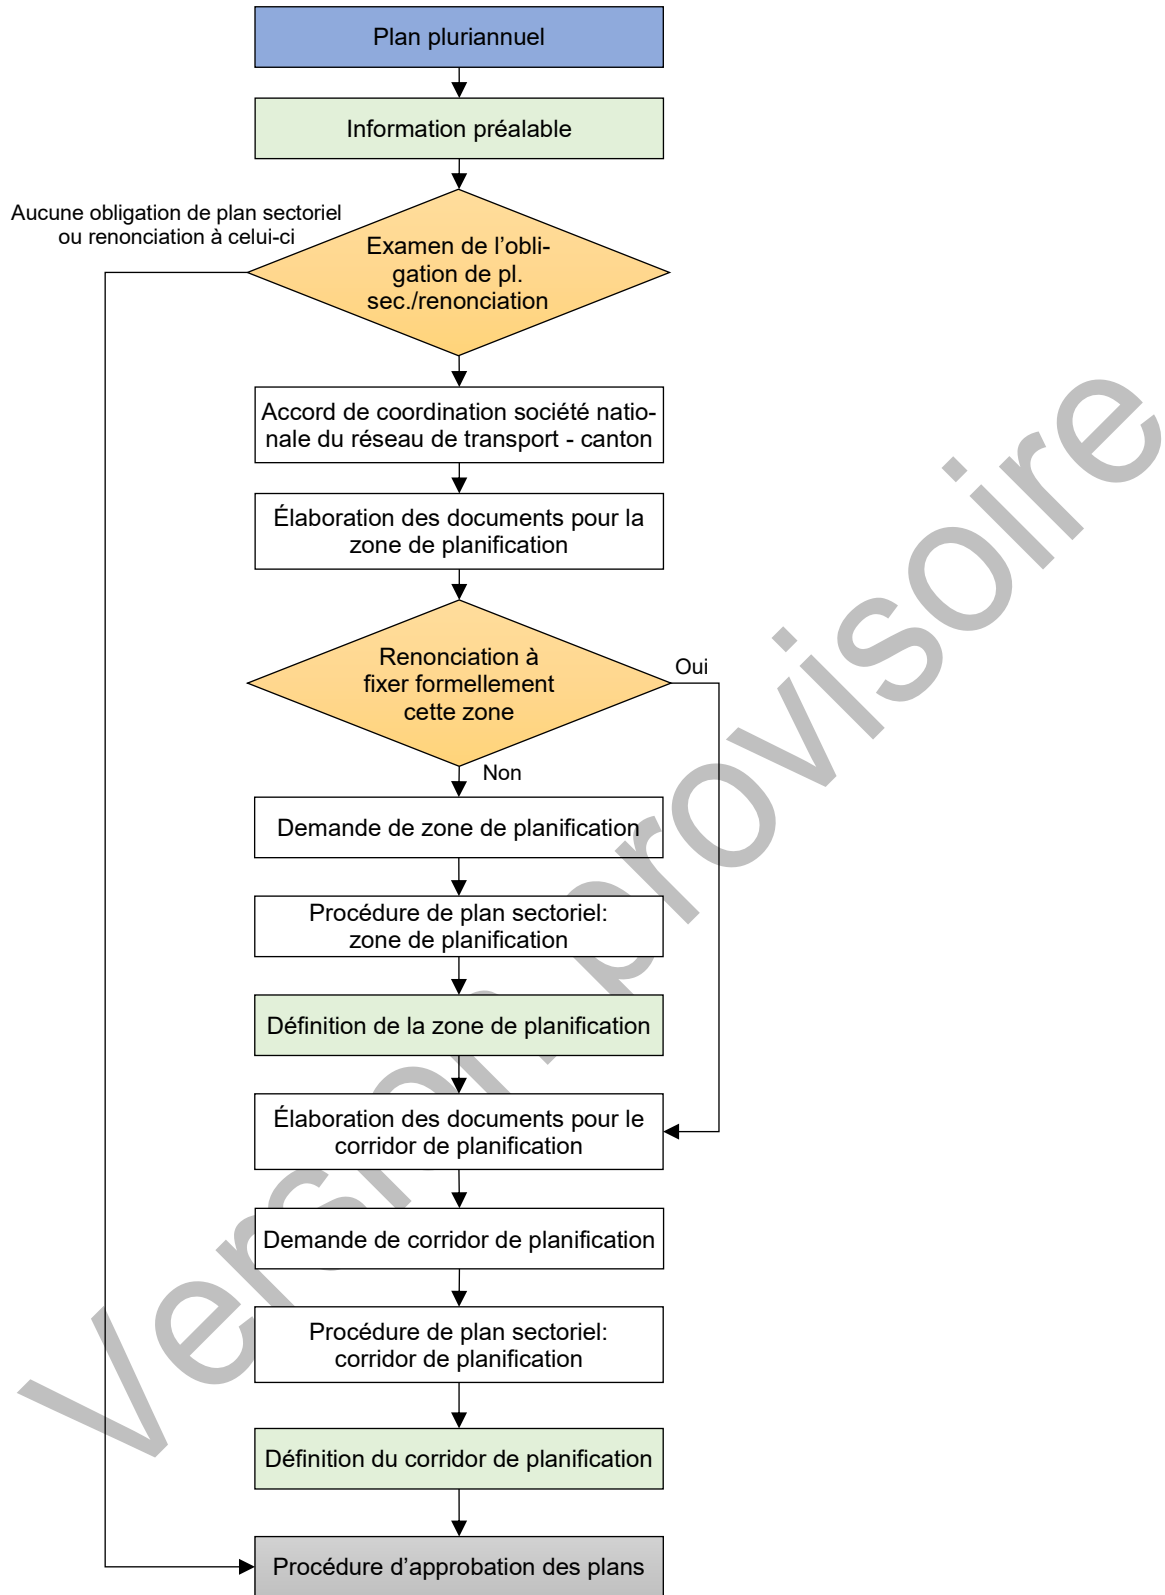 Plan pluriannuel
Information préalable
Aucune obligation de plan sectoriel
ou renonciation à celui-ci
Examen de l’obli-
gation de pl.
sec./renonciation
Accord de coordination société natio-
nale du réseau de transport - canton
Élaboration des documents pour la
zone de planification
Renonciation à
fixer formellement
cette zone
Oui
Non
Demande de zone de planification
Procédure de plan sectoriel:
zone de planification
Définition de la zone de planification
Élaboration des documents pour le
corridor de planification
Demande de corridor de planification
Procédure de plan sectoriel:
corridor de planification
Définition du corridor de planification
Procédure d’approbation des plans
Version provisoire